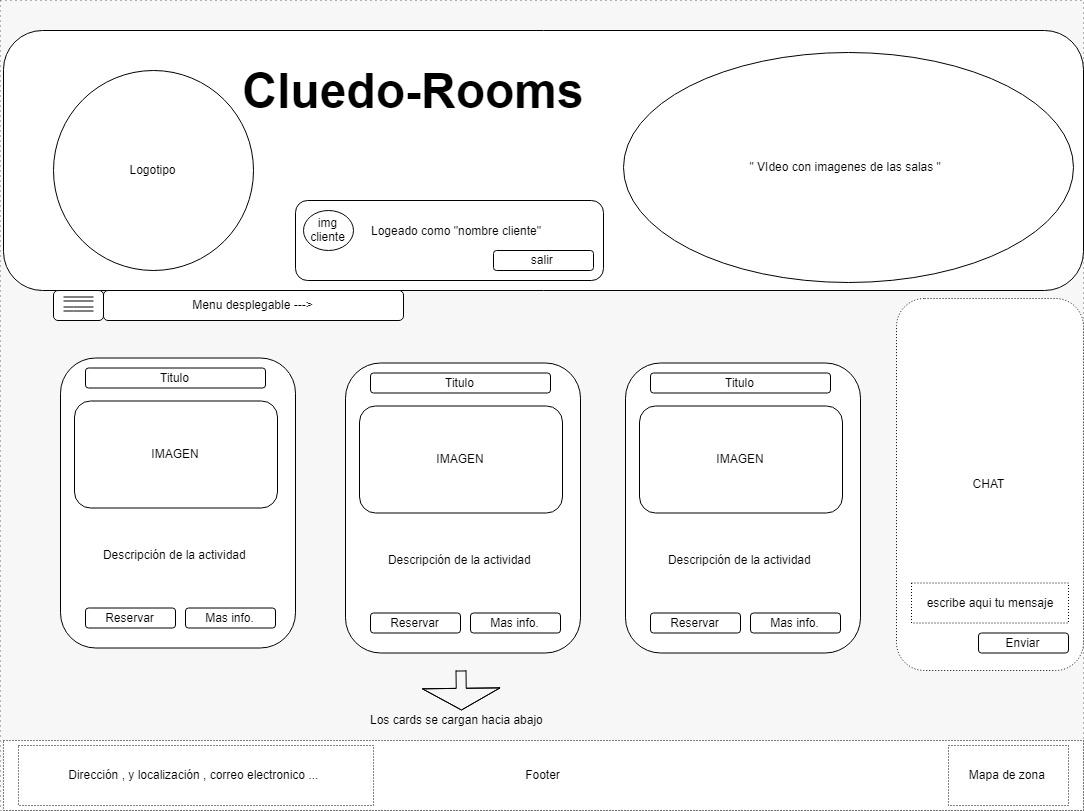 Cluedo-Rooms
Logotipo
" VIdeo con imagenes de las salas "
img
cliente
Logeado como "nombre cliente"
salir
Menu desplegable --->
Titulo
IMAGEN
Descripción de la actividad
Reservar
Mas info.
Titulo
IMAGEN
Descripción de la actividad
Reservar
Mas info.
Titulo
IMAGEN
Descripción de la actividad
Reservar
Mas info.
CHAT
escribe aqui tu mensaje
Enviar
Los cards se cargan hacia abajo
Dirección , y localización , correo electronico ...
Footer
Mapa de zona